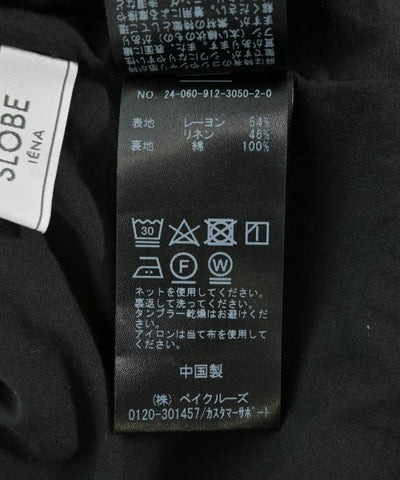 SLOBE
IÉNA
NO. 24-060-912-3050-2-0
表地 レーヨン 54%
リネン 46%
裏地 綿 100%
30
F W
ネットを使用してください。
裏返して洗ってください。
タンブラー乾燥はお避けください。
アイロンは当て布を使用してください。
中国製
(株) ベイクルーズ
0120-301457/カスタマーサポート